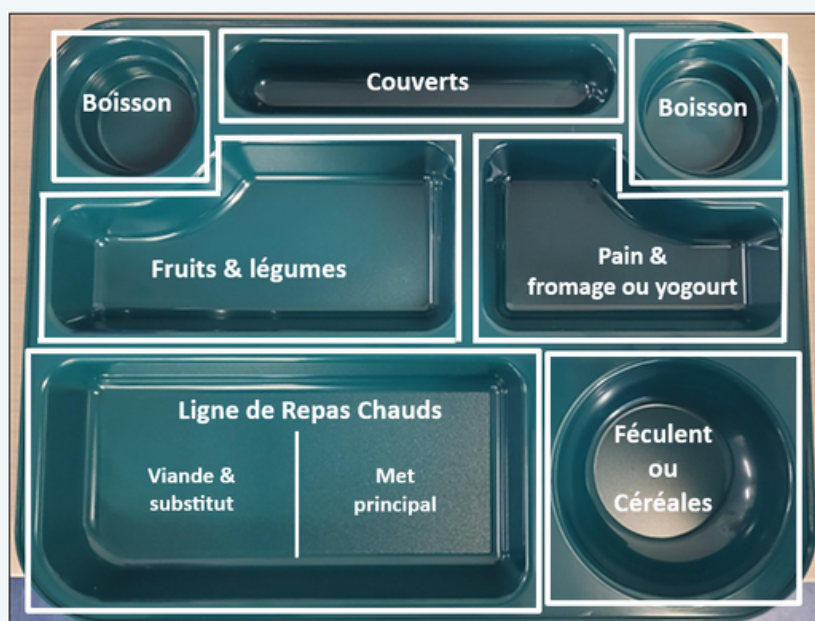 Boisson
Couverts
Boisson
Fruits & légumes
Pain &
fromage ou yogourt
Ligne de Repas Chauds
Viande &
substitut
Met
principal
Féculent
ou
Céréales